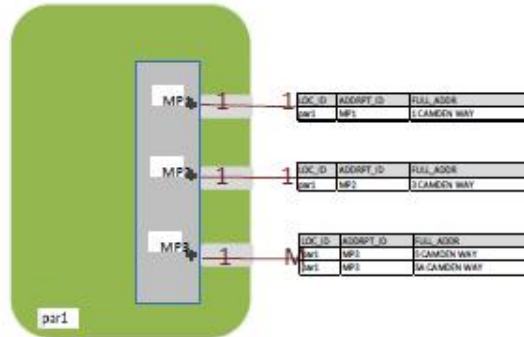 MP1 1 1
LOC_ID ADDRPT_ID FULL_ADDR
par1 MP1 1 CAMDEN WAY
MP2 1 1
LOC_ID ADDRPT_ID FULL_ADDR
par1 MP2 3 CAMDEN WAY
MP3 1 M
LOC_ID ADDRPT_ID FULL_ADDR
par1 MP3 5 CAMDEN WAY
par1 MP3 5A CAMDEN WAY
par1